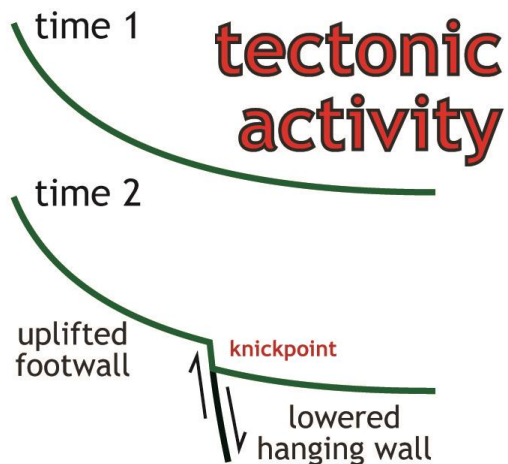 time 1
tectonic
activity
time 2
uplifted
footwall
knickpoint
lowered
hanging wall